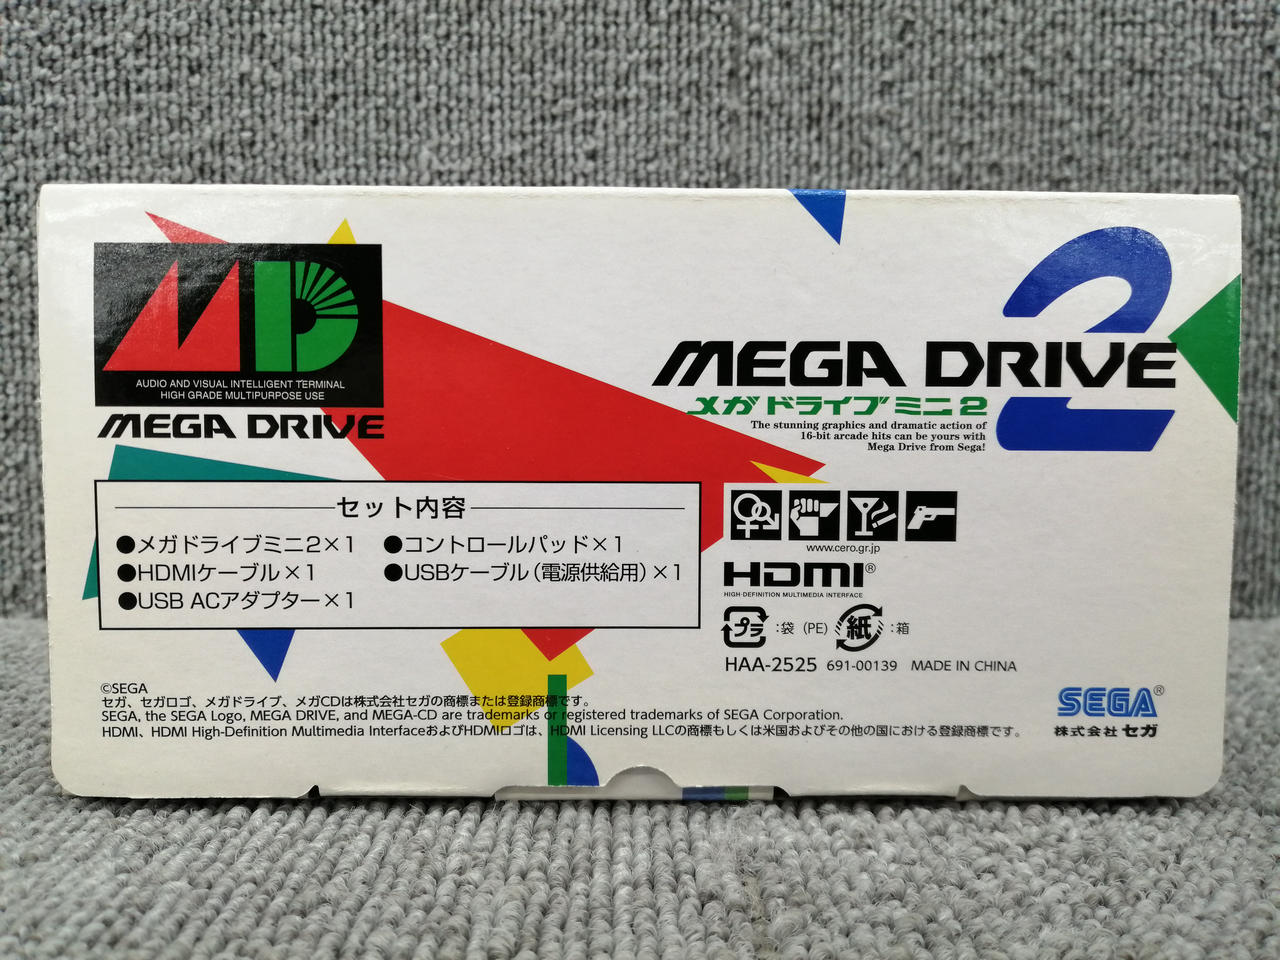 MD
AUDIO AND VISUAL INTELLIGENT TERMINAL
HIGH GRADE MULTIPURPOSE USE
MEGA DRIVE
2
MEGA DRIVE
メガドライブミニ2
The stunning graphics and dramatic action of
16-bit arcade hits can be yours with
Mega Drive from Sega!
セット内容
●メガドライブミニ2×1 ●コントロールパッド×1
●HDMIケーブル×1 ●USBケーブル(電源供給用)×1
●USB ACアダプター×1
www.cero.gr.jp
HDMI®
HIGH-DEFINITION MULTIMEDIA INTERFACE
プラ :袋 (PE) 紙 :箱
HAA-2525 691-00139 MADE IN CHINA
©SEGA
セガ、セガロゴ、メガドライブ、メガCDは株式会社セガの商標または登録商標です。
SEGA, the SEGA Logo, MEGA DRIVE, and MEGA-CD are trademarks or registered trademarks of SEGA Corporation.
HDMI、HDMI High-Definition Multimedia InterfaceおよびHDMIロゴは、HDMI Licensing LLCの商標もしくは米国およびその他の国における登録商標です。
SEGA®
株式会社 セガ